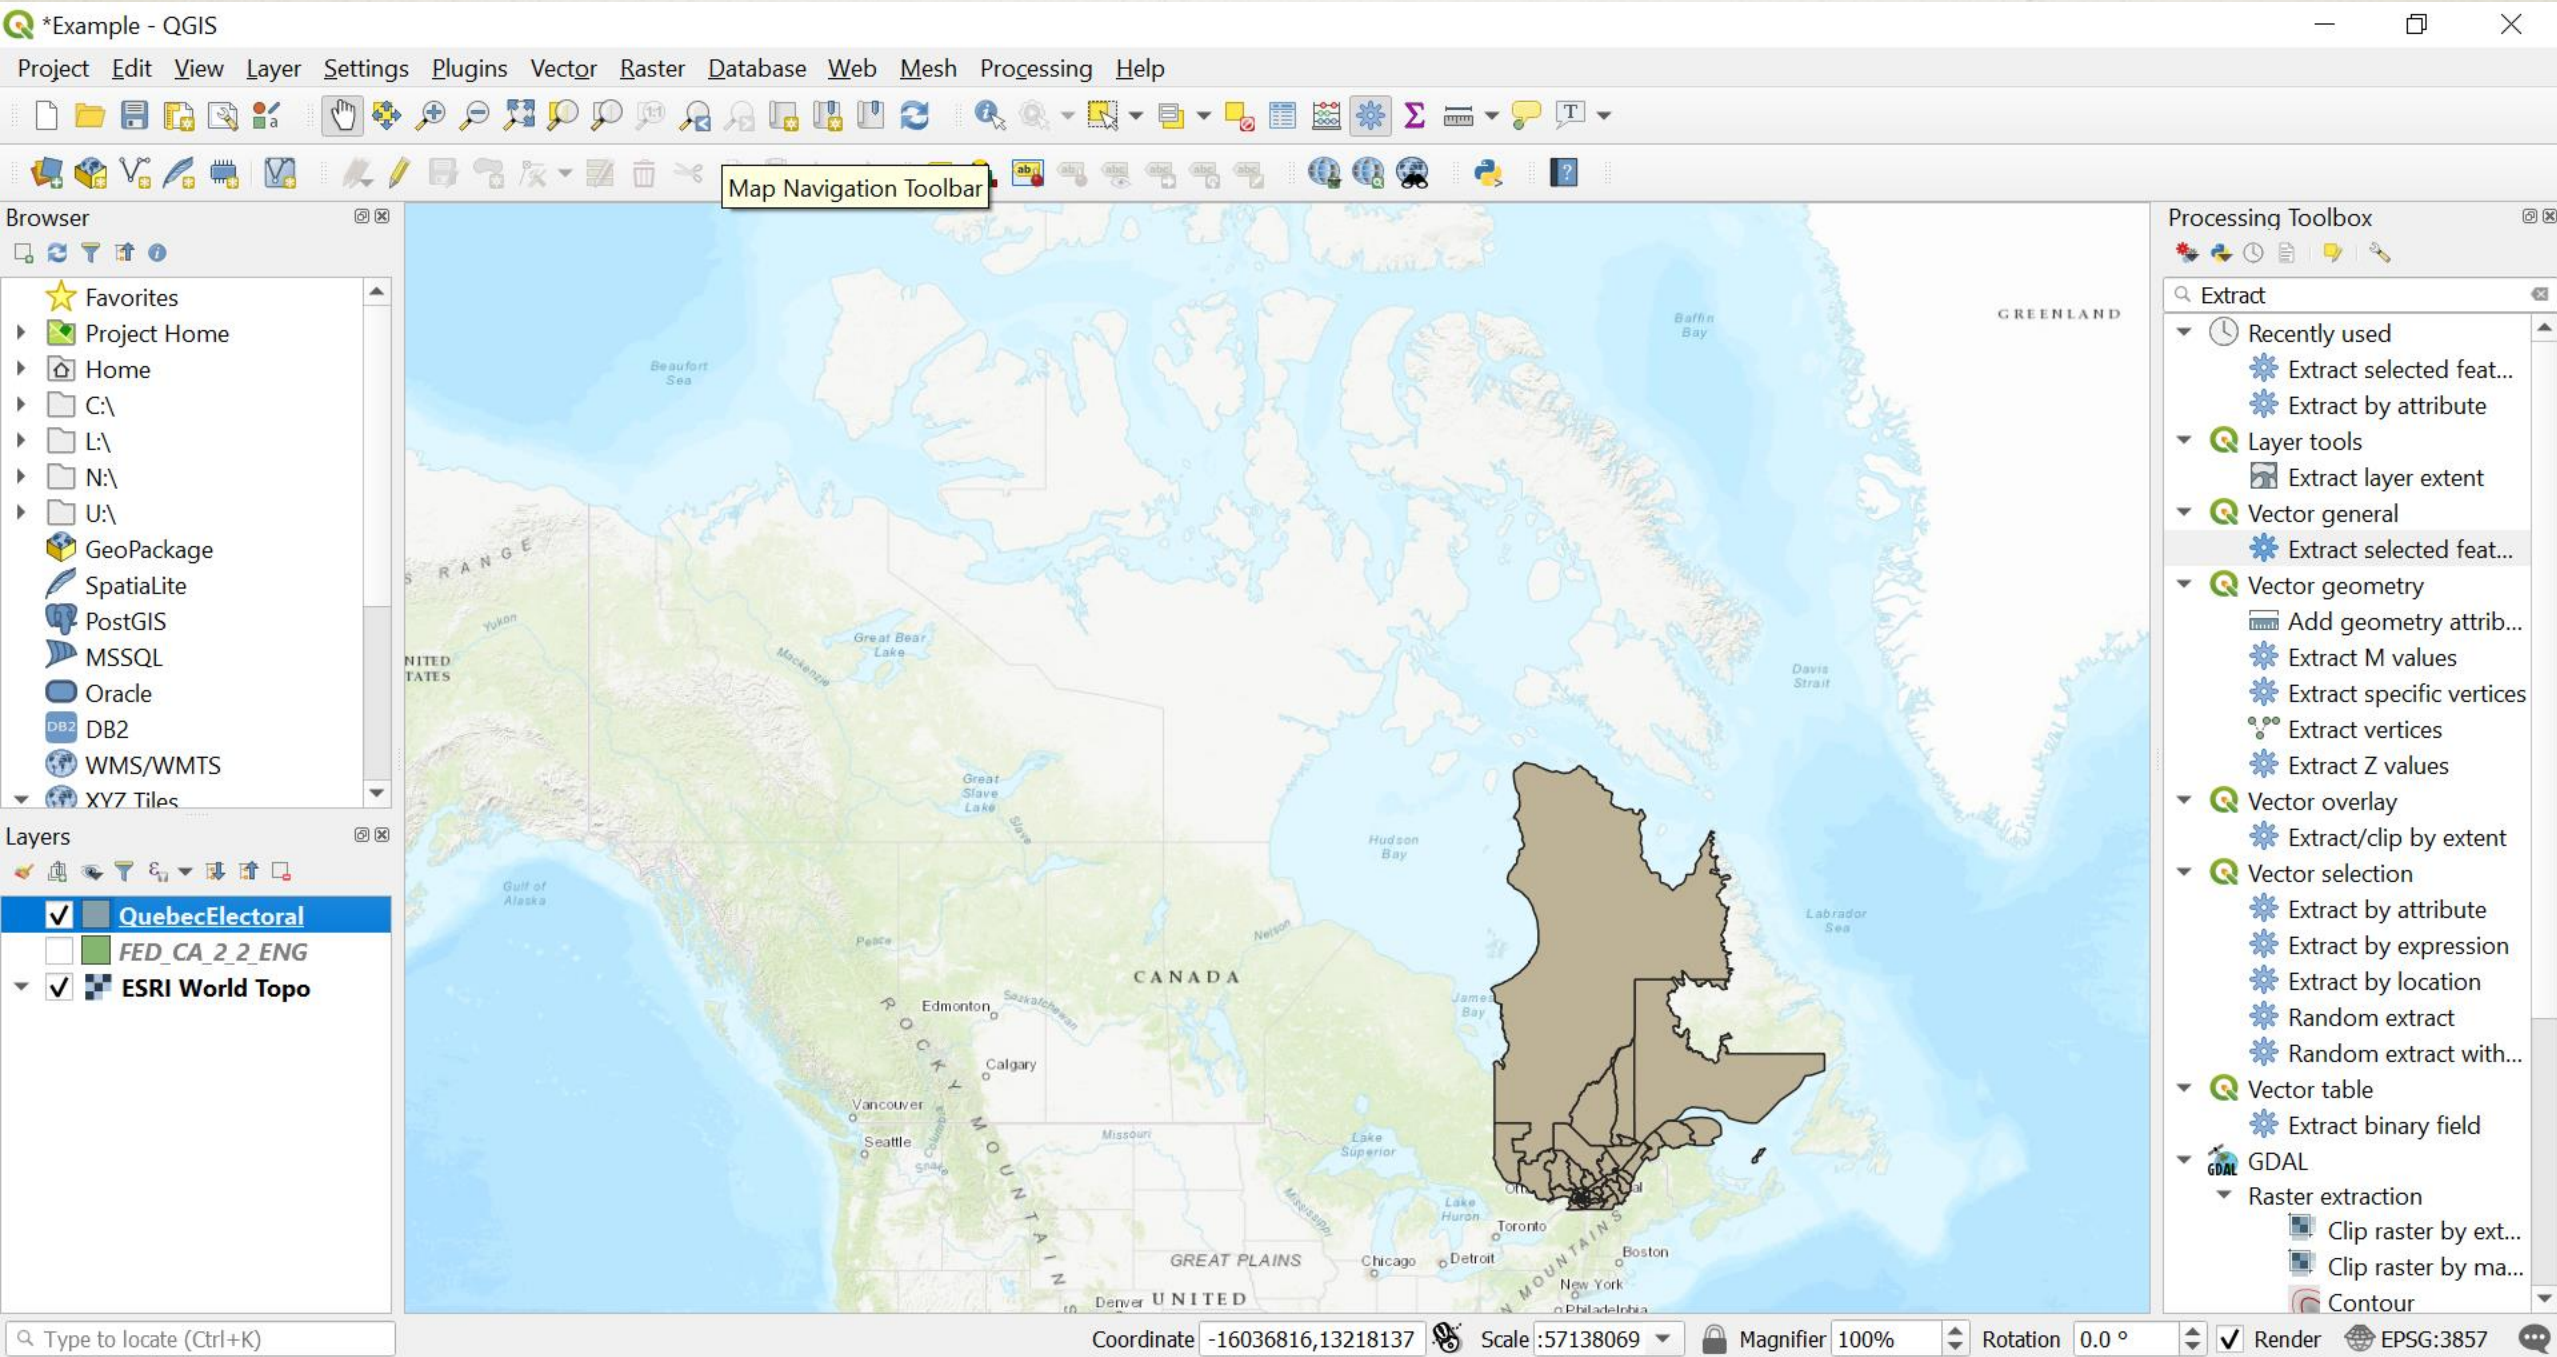 *Example - QGIS
Project Edit View Layer Settings Plugins Vector Raster Database Web Mesh Processing Help
Map Navigation Toolbar
Browser
Favorites
Project Home
Home
C:\
L:\
N:\
U:\
GeoPackage
SpatiaLite
PostGIS
MSSQL
Oracle
DB2
DB2
WMS/WMTS
XYZ Tiles
Layers
QuebecElectoral
FED_CA_2_2_ENG
ESRI World Topo
Beaufort
Sea
Baffin
Bay
GREENLAND
RANGE
Yukon
NITED
TATES
Great Bear
Lake
Mackenzie
Davis
Strait
Great
Slave
Lake
Slave
Hudson
Bay
Gulf of
Alaska
Peace
Nelson
Labrador
Sea
CANADA
Edmonton
Saskatchewan
James
Bay
ROCKY MOUNTAINS
Calgary
Vancouver
Columbia
Seattle
Snake
Missouri
Lake
Superior
Mississippi
Lake
Huron
Toronto
GREAT PLAINS
Chicago
Detroit
Boston
MOUNTAINS
New York
Denver
UNITED
Philadelphia
Processing Toolbox
Extract
Recently used
Extract selected feat...
Extract by attribute
Layer tools
Extract layer extent
Vector general
Extract selected feat...
Vector geometry
Add geometry attrib...
Extract M values
Extract specific vertices
Extract vertices
Extract Z values
Vector overlay
Extract/clip by extent
Vector selection
Extract by attribute
Extract by expression
Extract by location
Random extract
Random extract with...
Vector table
Extract binary field
GDAL
GDAL
Raster extraction
Clip raster by ext...
Clip raster by ma...
Contour
Type to locate (Ctrl+K)
Coordinate -16036816,13218137 Scale :57138069 Magnifier 100% Rotation 0.0 ° Render EPSG:3857